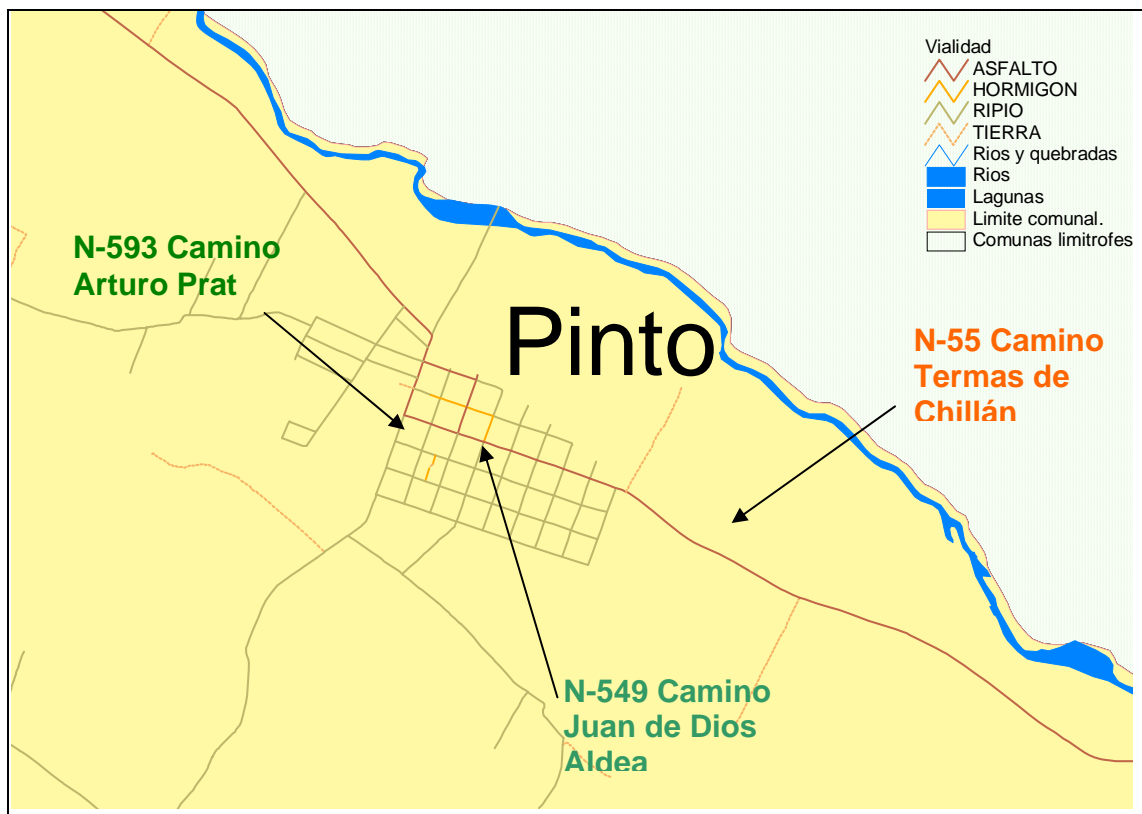 Vialidad
ASFALTO
HORMIGON
RIPIO
TIERRA
Rios y quebradas
Rios
Lagunas
Limite comunal.
Comunas limitrofes
N-593 Camino
Arturo Prat
Pinto
N-55 Camino
Termas de
Chillán
N-549 Camino
Juan de Dios
Aldea